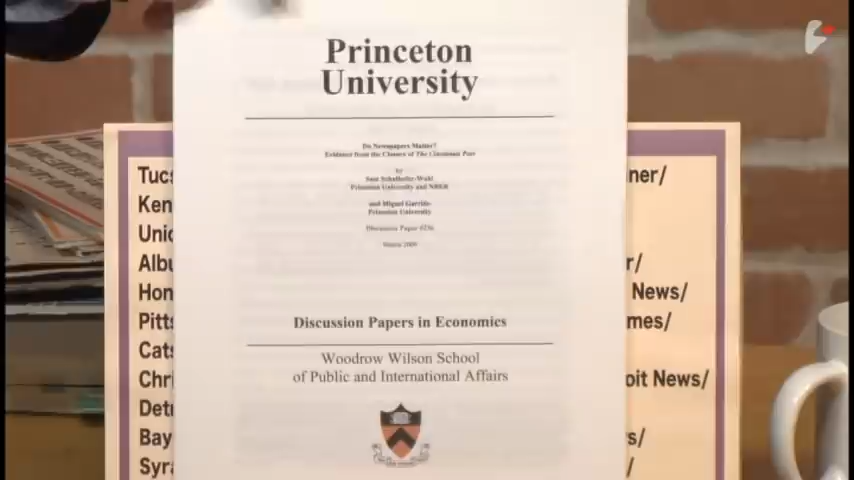 Princeton
University
Do Newspapers Matter?
Evidence from the Closure of The Cincinnati Post
by
Sam Schulhofer-Wohl
Princeton University and NBER
and Miguel Garrido
Princeton University
Discussion Paper #236
2009
Discussion Papers in Economics
Woodrow Wilson School
of Public and International Affairs
Tucs
ner/
Ken
Unic
Albu
r/
Hon
News/
Pitts
mes/
Cats
Chri
oit News/
Detr
Bay
s/
Syra
/